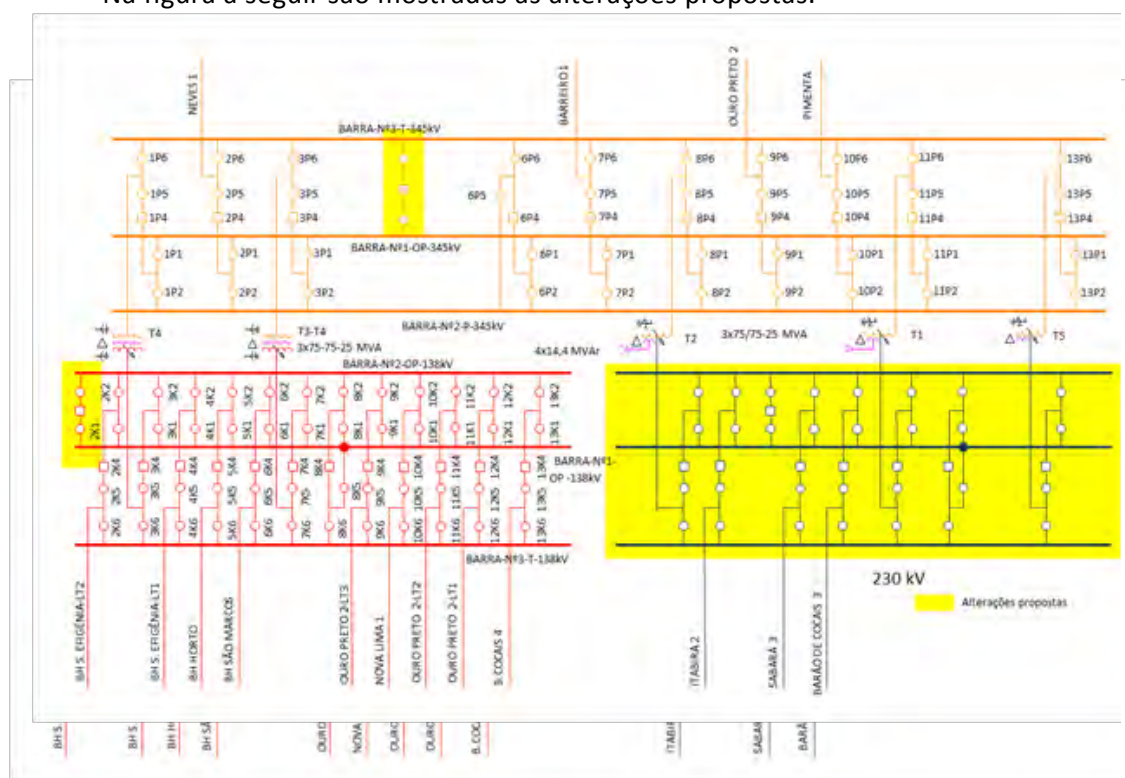 Na figura a seguir são mostradas as alterações propostas.
NEVES 1
BARREIRO 1
OURO PRETO 2
PIMENTA
BARRA-Nº3-T-345kV
1P6
2P6
3P6
6P6
7P6
8P6
9P6
10P6
11P6
13P6
1P5
2P5
3P5
6P5
7P5
8P5
9P5
10P5
11P5
13P5
1P4
2P4
3P4
6P4
7P4
8P4
9P4
10P4
11P4
13P4
BARRA-Nº1-OP-345kV
1P1
2P1
3P1
6P1
7P1
8P1
9P1
10P1
11P1
13P1
1P2
2P2
3P2
6P2
7P2
8P2
9P2
10P2
11P2
13P2
BARRA-Nº2-P-345kV
T4
T3-T4
3x75-75-25 MVA
T2
3x75/75-25 MVA
T1
T5
4x14,4 MVAr
BARRA-Nº2-OP-138kV
2K2
3K2
4K2
5K2
6K2
7K2
8K2
9K2
10K2
11K2
12K2
13K2
2K1
3K1
4K1
5K1
6K1
7K1
8K1
9K1
10K1
11K1
12K1
13K1
BARRA-Nº1-
OP -138kV
2K4
3K4
4K4
5K4
6K4
7K4
8K4
9K4
10K4
11K4
12K4
13K4
2K5
3K5
4K5
5K5
6K5
7K5
8K5
9K5
10K5
11K5
12K5
13K5
2K6
3K6
4K6
5K6
6K6
7K6
8K6
9K6
10K6
11K6
12K6
13K6
BARRA-Nº3-T-138kV
230 kV
Alterações propostas
BH S. EFIGÊNIA-LT2
BH S. EFIGÊNIA-LT1
BH HORTO
BH SÃO MARCOS
OURO PRETO 2-LT3
NOVA LIMA 1
OURO PRETO 2-LT2
OURO PRETO 2-LT1
B. COCAIS 4
ITABIRA 2
SABARÁ 3
BARÃO DE COCAIS 3
BH S.
BH S
BH H
BH SÃ
OURO
NOVA
OURO
OURO
B. COC
ITABIR
SABAR
BARÃ